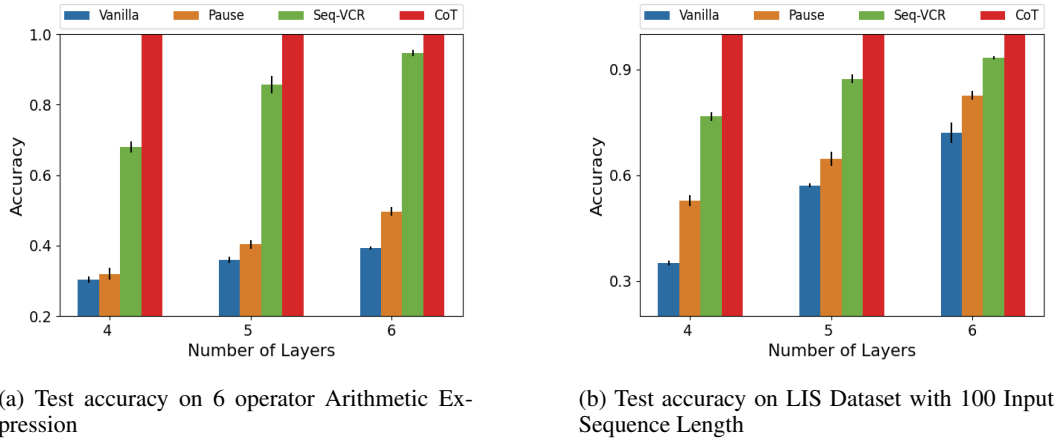 Vanilla Pause Seq-VCR CoT
1.0
0.8
0.6
0.4
0.2
Accuracy
4 5 6
Number of Layers
(a) Test accuracy on 6 operator Arithmetic Ex-
pression
Vanilla Pause Seq-VCR CoT
0.9
0.6
0.3
Accuracy
4 5 6
Number of Layers
(b) Test accuracy on LIS Dataset with 100 Input
Sequence Length